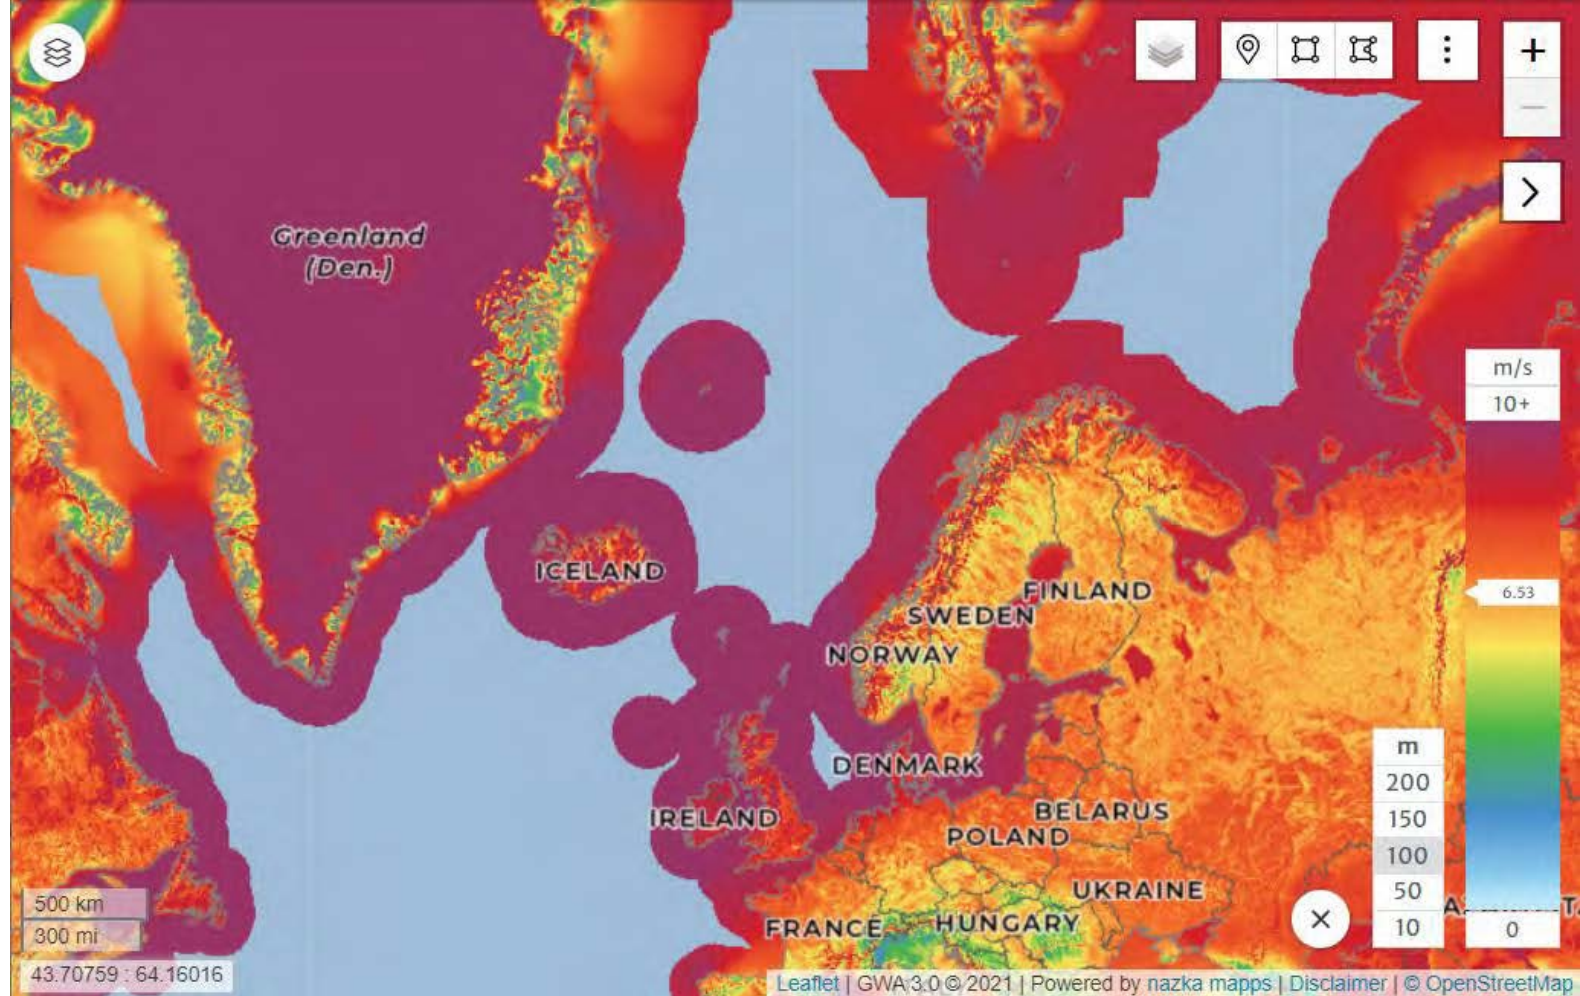 Greenland
(Den.)
m/s
10+
ICELAND
FINLAND
6.53
SWEDEN
NORWAY
DENMARK
m
200
IRELAND
BELARUS
150
POLAND
100
UKRAINE
50
500 km
FRANCE
HUNGARY
10
0
300 mi
43.70759 : 64.16016
Leaflet | GWA 3.0 © 2021 | Powered by nazka mapps | Disclaimer | © OpenStreetMap